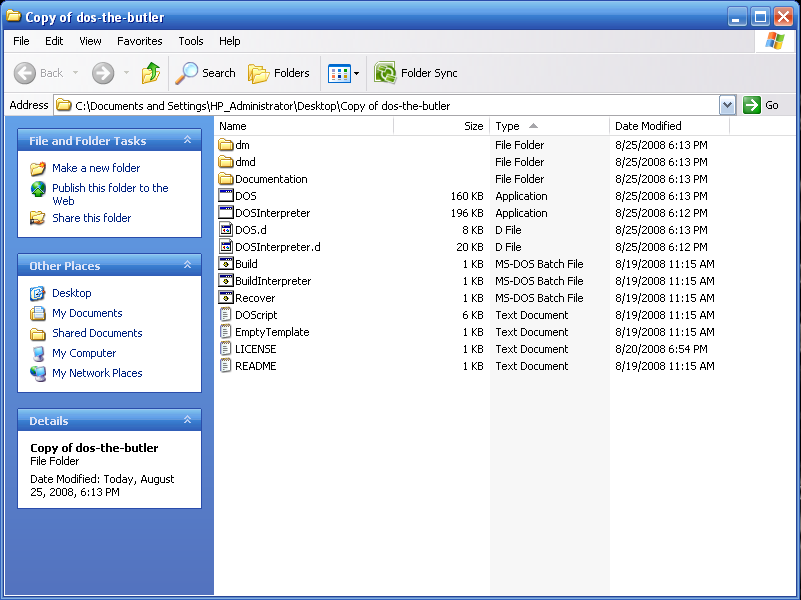 Copy of dos-the-butler
File Edit View Favorites Tools Help
Back Search Folders Folder Sync
Address C:\Documents and Settings\HP_Administrator\Desktop\Copy of dos-the-butler Go
File and Folder Tasks
Make a new folder
Publish this folder to the
Web
Share this folder
Other Places
Desktop
My Documents
Shared Documents
My Computer
My Network Places
Details
Copy of dos-the-butler
File Folder
Date Modified: Today, August
25, 2008, 6:13 PM
Name Size Type Date Modified
dm File Folder 8/25/2008 6:13 PM
dmd File Folder 8/25/2008 6:13 PM
Documentation File Folder 8/25/2008 6:13 PM
DOS 160 KB Application 8/25/2008 6:13 PM
DOSInterpreter 196 KB Application 8/25/2008 6:12 PM
DOS.d 8 KB D File 8/25/2008 6:13 PM
DOSInterpreter.d 20 KB D File 8/25/2008 6:12 PM
Build 1 KB MS-DOS Batch File 8/19/2008 11:15 AM
BuildInterpreter 1 KB MS-DOS Batch File 8/19/2008 11:15 AM
Recover 1 KB MS-DOS Batch File 8/19/2008 11:15 AM
DOScript 6 KB Text Document 8/19/2008 11:15 AM
EmptyTemplate 1 KB Text Document 8/19/2008 11:15 AM
LICENSE 1 KB Text Document 8/20/2008 6:54 PM
README 1 KB Text Document 8/19/2008 11:15 AM